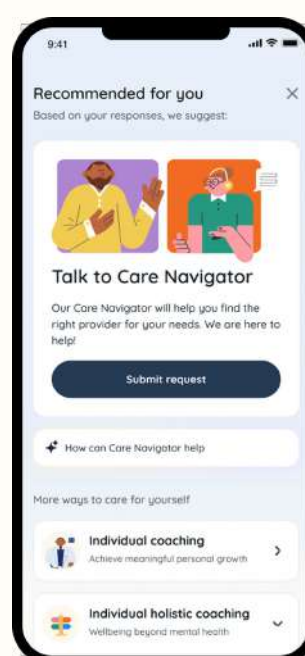 9:41
Recommended for you
Based on your responses, we suggest:
Talk to Care Navigator
Our Care Navigator will help you find the
right provider for your needs. We are here to
help!
Submit request
How can Care Navigator help
More ways to care for yourself
Individual coaching
Achieve meaningful personal growth
Individual holistic coaching
Wellbeing beyond mental health